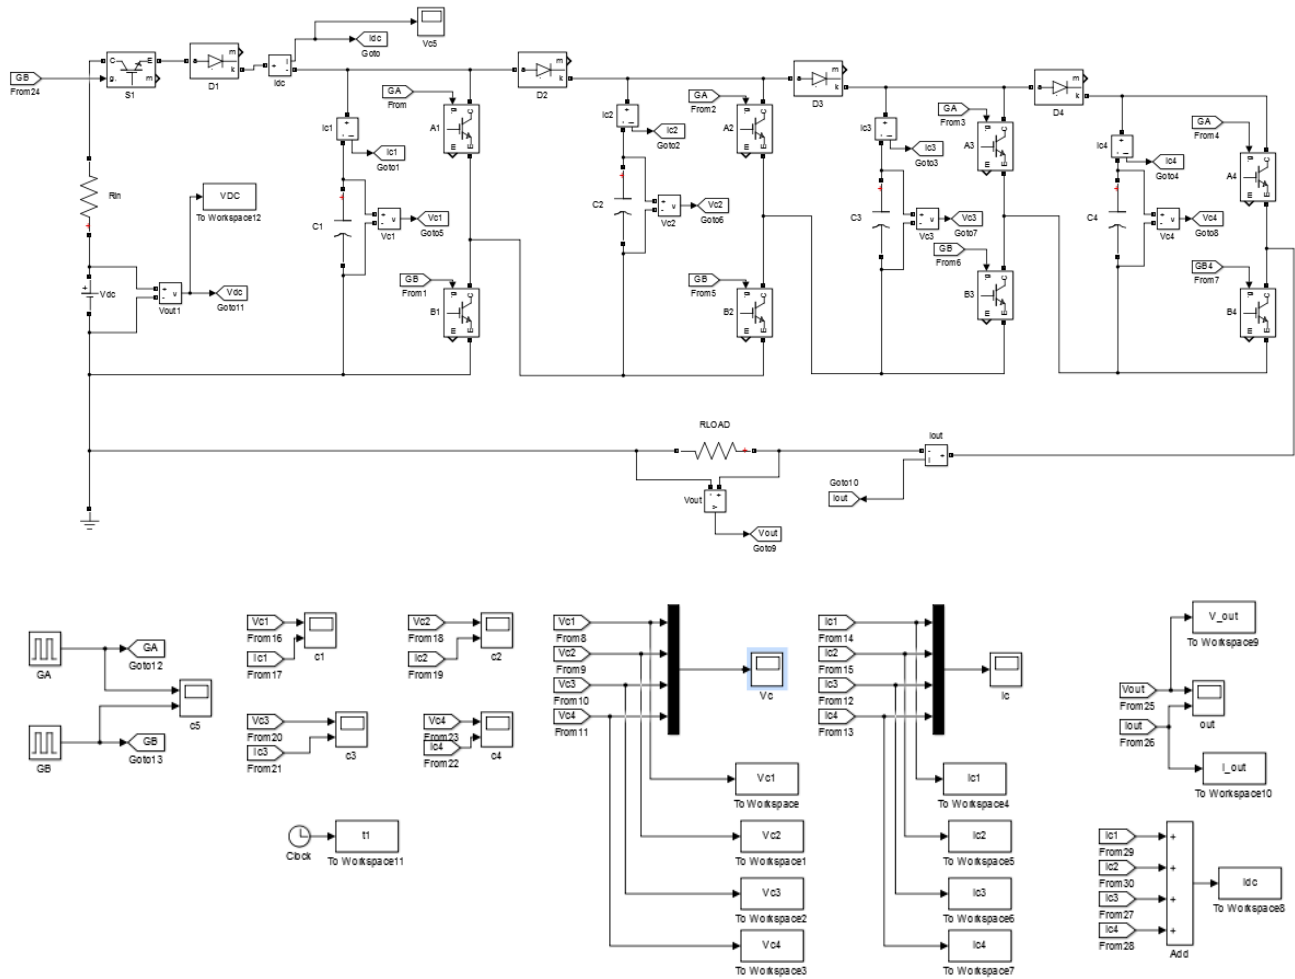 Idc
Goto
Vc5
C
E
g
m
S1
GB
From24
a
m
k
D1
+
i
-
Idc
a
m
k
D2
a
m
k
D3
a
m
k
D4
GA
From
A1
Ic1
Ic1
Goto1
C1
Vc1
Vc1
Goto5
GB
From1
B1
GA
From2
A2
Ic2
Ic2
Goto2
C2
Vc2
Vc2
Goto6
GB
From5
B2
GA
From3
A3
Ic3
Ic3
Goto3
C3
Vc3
Vc3
Goto7
GB
From6
B3
GA
From4
A4
Ic4
Ic4
Goto4
C4
Vc4
Vc4
Goto8
GB4
From7
B4
Rin
VDC
To Workspace12
Vdc
Vout1
Vdc
Goto11
RLOAD
Iout
Vout
Goto10
Iout
Vout
Goto9
GA
GA
Goto12
c5
GB
GB
Goto13
Vc1
From16
Ic1
From17
c1
Vc2
From18
Ic2
From19
c2
Vc3
From20
Ic3
From21
c3
Vc4
From23
Ic4
From22
c4
Clock
t1
To Workspace11
Vc1
From8
Vc2
From9
Vc3
From10
Vc4
From11
Vc
Vc1
To Workspace
Vc2
To Workspace1
Vc3
To Workspace2
Vc4
To Workspace3
Ic1
From14
Ic2
From15
Ic3
From12
Ic4
From13
Ic
Ic1
To Workspace4
Ic2
To Workspace5
Ic3
To Workspace6
Ic4
To Workspace7
V_out
To Workspace9
Vout
From25
Iout
From26
out
I_out
To Workspace10
Ic1
From29
Ic2
From30
Ic3
From27
Ic4
From28
+
+
+
+
Add
Idc
To Workspace8